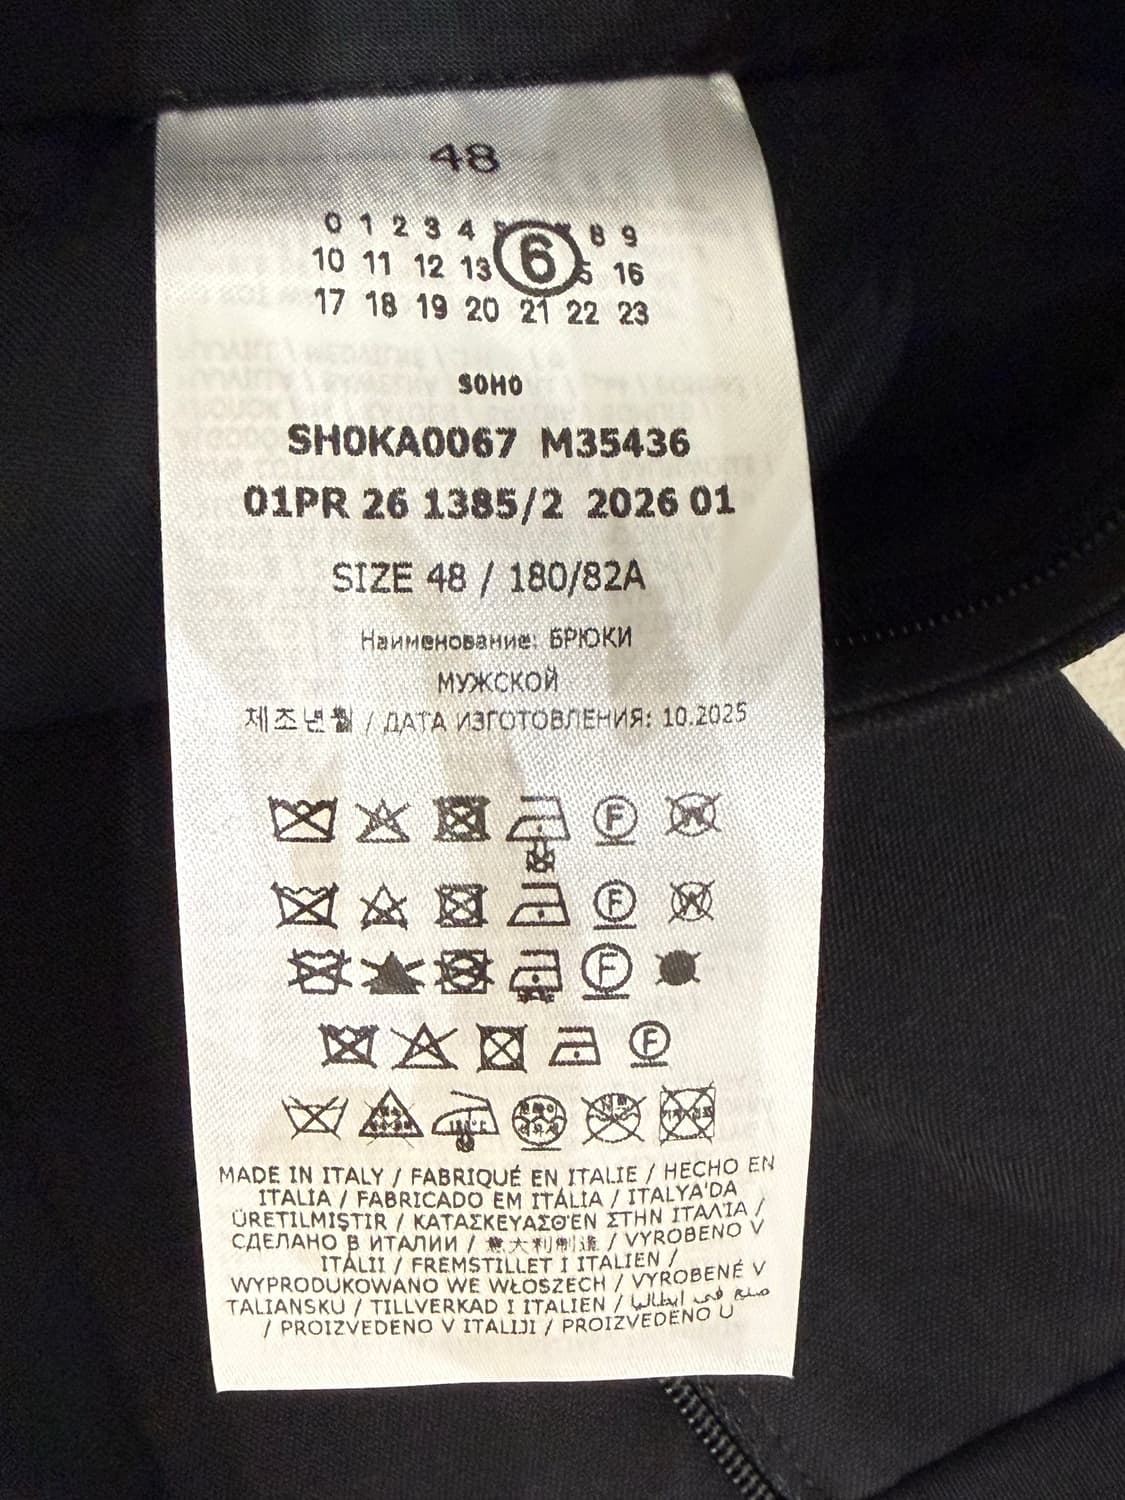 48
0 1 2 3 4 6 8 9
10 11 12 13 16
17 18 19 20 21 22 23
SOHO
SH0KA0067 M35436
01PR 26 1385/2 2026 01
SIZE 48 / 180/82A
Наименование: БРЮКИ
МУЖСКОЙ
제조년월 / ДАТА ИЗГОТОВЛЕНИЯ: 10.2025
F W
F W
F
F
MADE IN ITALY / FABRIQUÉ EN ITALIE / HECHO EN
ITALIA / FABRICADO EM ITÁLIA / ITALYA'DA
ÜRETILMIŞTIR / ΚΑΤΑΣΚΕΥΑΣΘΈΝ ΣΤΗΝ ΙΤΑΛΊΑ /
СДЕЛАНО В ИТАЛИИ / 意大利制造 / VYROBENO V
ITÁLII / FREMSTILLET I ITALIEN /
WYPRODUKOWANO WE WŁOSZECH / VYROBENÉ V
TALIANSKU / TILLVERKAD I ITALIEN / صنع في ايطاليا
/ PROIZVEDENO V ITALIJI / PROIZVEDENO U